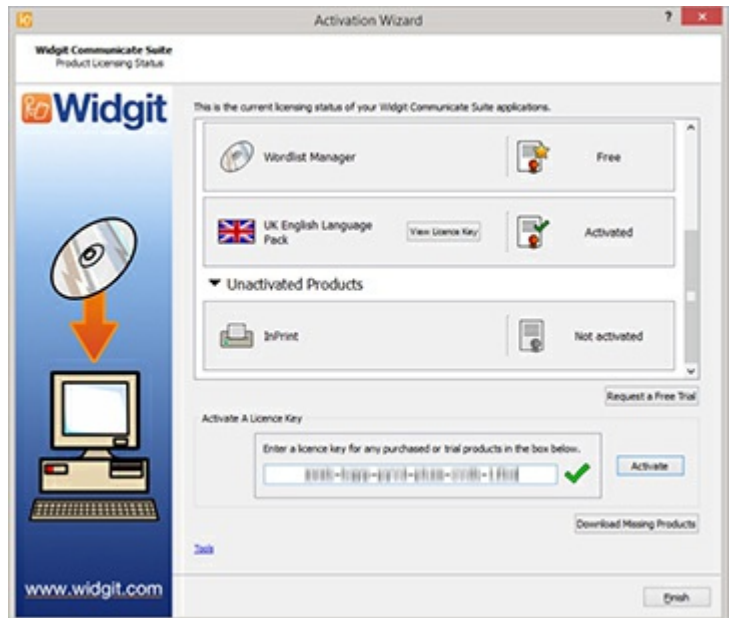 Activation Wizard
?
Widgit Communicate Suite
Product Licensing Status
Widgit
This is the current licensing status of your Widgit Communicate Suite applications.
Wordlist Manager
Free
UK English Language
Pack
View Licence Key
Activated
Unactivated Products
InPrint
Not activated
Request a Free Trial
Activate A Licence Key
Enter a licence key for any purchased or trial products in the box below.
Activate
Download Missing Products
Tools
www.widgit.com
Finish